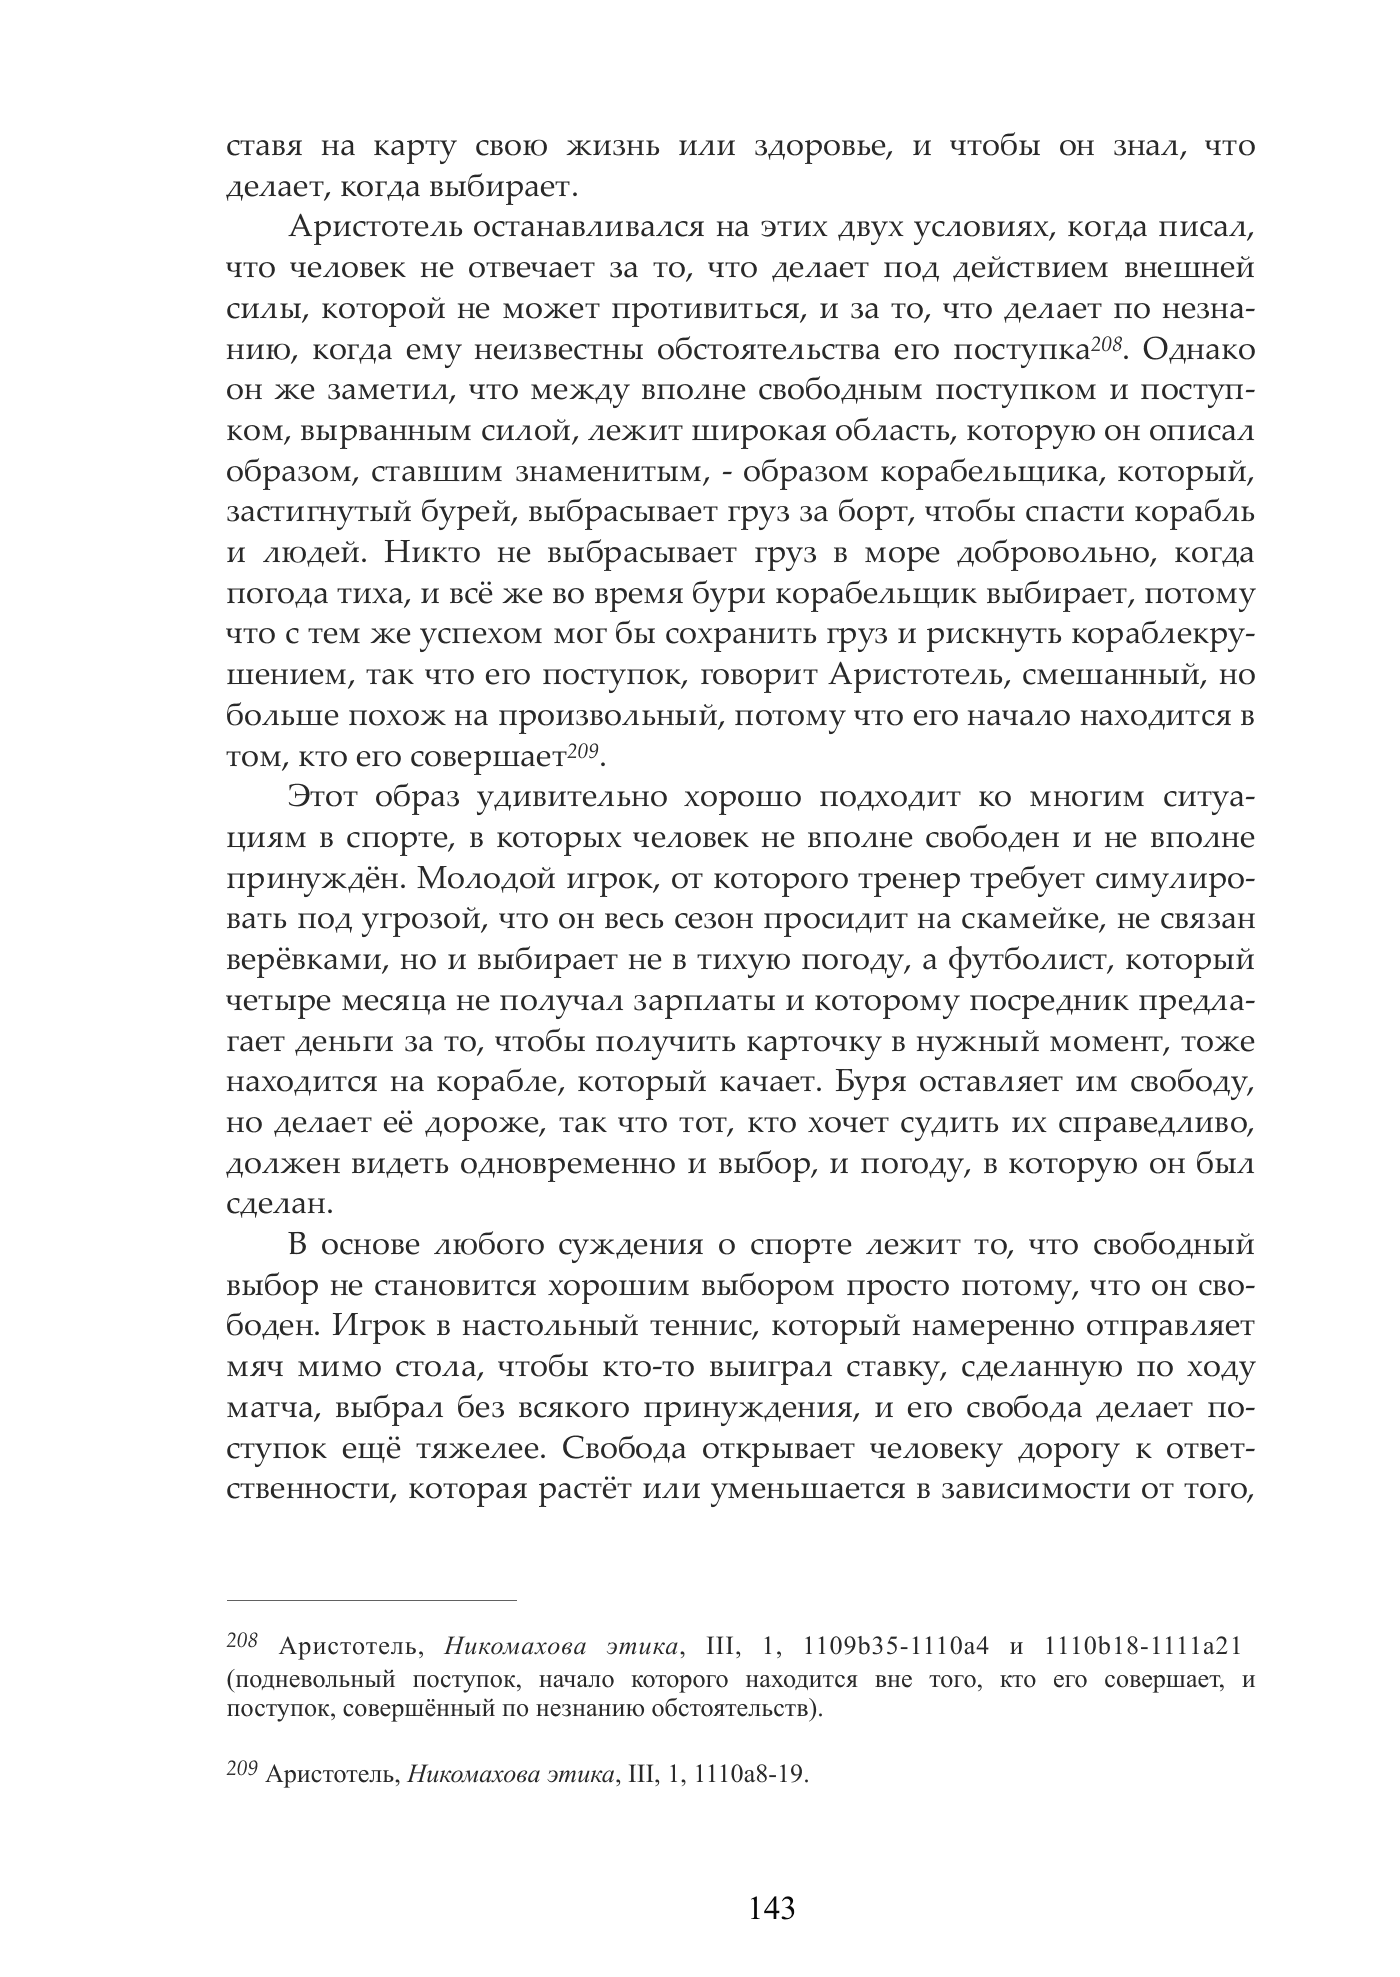 ставя на карту свою жизнь или здоровье, и чтобы он знал, что
делает, когда выбирает.
Аристотель останавливался на этих двух условиях, когда писал,
что человек не отвечает за то, что делает под действием внешней
силы, которой не может противиться, и за то, что делает по незна-
нию, когда ему неизвестны обстоятельства его поступка208. Однако
он же заметил, что между вполне свободным поступком и поступ-
ком, вырванным силой, лежит широкая область, которую он описал
образом, ставшим знаменитым, - образом корабельщика, который,
застигнутый бурей, выбрасывает груз за борт, чтобы спасти корабль
и людей. Никто не выбрасывает груз в море добровольно, когда
погода тиха, и всё же во время бури корабельщик выбирает, потому
что с тем же успехом мог бы сохранить груз и рискнуть кораблекру-
шением, так что его поступок, говорит Аристотель, смешанный, но
больше похож на произвольный, потому что его начало находится в
том, кто его совершает209.
Этот образ удивительно хорошо подходит ко многим ситуа-
циям в спорте, в которых человек не вполне свободен и не вполне
принуждён. Молодой игрок, от которого тренер требует симулиро-
вать под угрозой, что он весь сезон просидит на скамейке, не связан
верёвками, но и выбирает не в тихую погоду, а футболист, который
четыре месяца не получал зарплаты и которому посредник предла-
гает деньги за то, чтобы получить карточку в нужный момент, тоже
находится на корабле, который качает. Буря оставляет им свободу,
но делает её дороже, так что тот, кто хочет судить их справедливо,
должен видеть одновременно и выбор, и погоду, в которую он был
сделан.
В основе любого суждения о спорте лежит то, что свободный
выбор не становится хорошим выбором просто потому, что он сво-
боден. Игрок в настольный теннис, который намеренно отправляет
мяч мимо стола, чтобы кто-то выиграл ставку, сделанную по ходу
матча, выбрал без всякого принуждения, и его свобода делает по-
ступок ещё тяжелее. Свобода открывает человеку дорогу к ответ-
ственности, которая растёт или уменьшается в зависимости от того,
208 Аристотель, Никомахова этика, III, 1, 1109b35-1110a4 и 1110b18-1111a21
(подневольный поступок, начало которого находится вне того, кто его совершает, и
поступок, совершённый по незнанию обстоятельств).
209 Аристотель, Никомахова этика, III, 1, 1110a8-19.
143